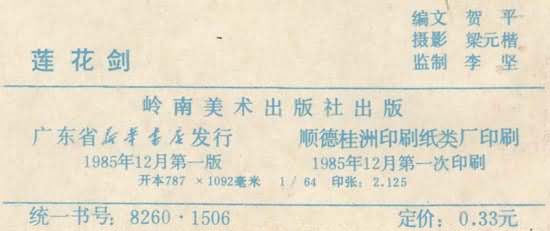 莲花剑
编文 贺平
摄影 梁元楷
监制 李坚
岭南美术出版社出版
广东省新华书店发行 顺德桂洲印刷纸类厂印刷
1985年12月第一版 1985年12月第一次印刷
开本787×1092毫米 1/64 印张：2.125
统一书号：8260·1506 定价：0.33元